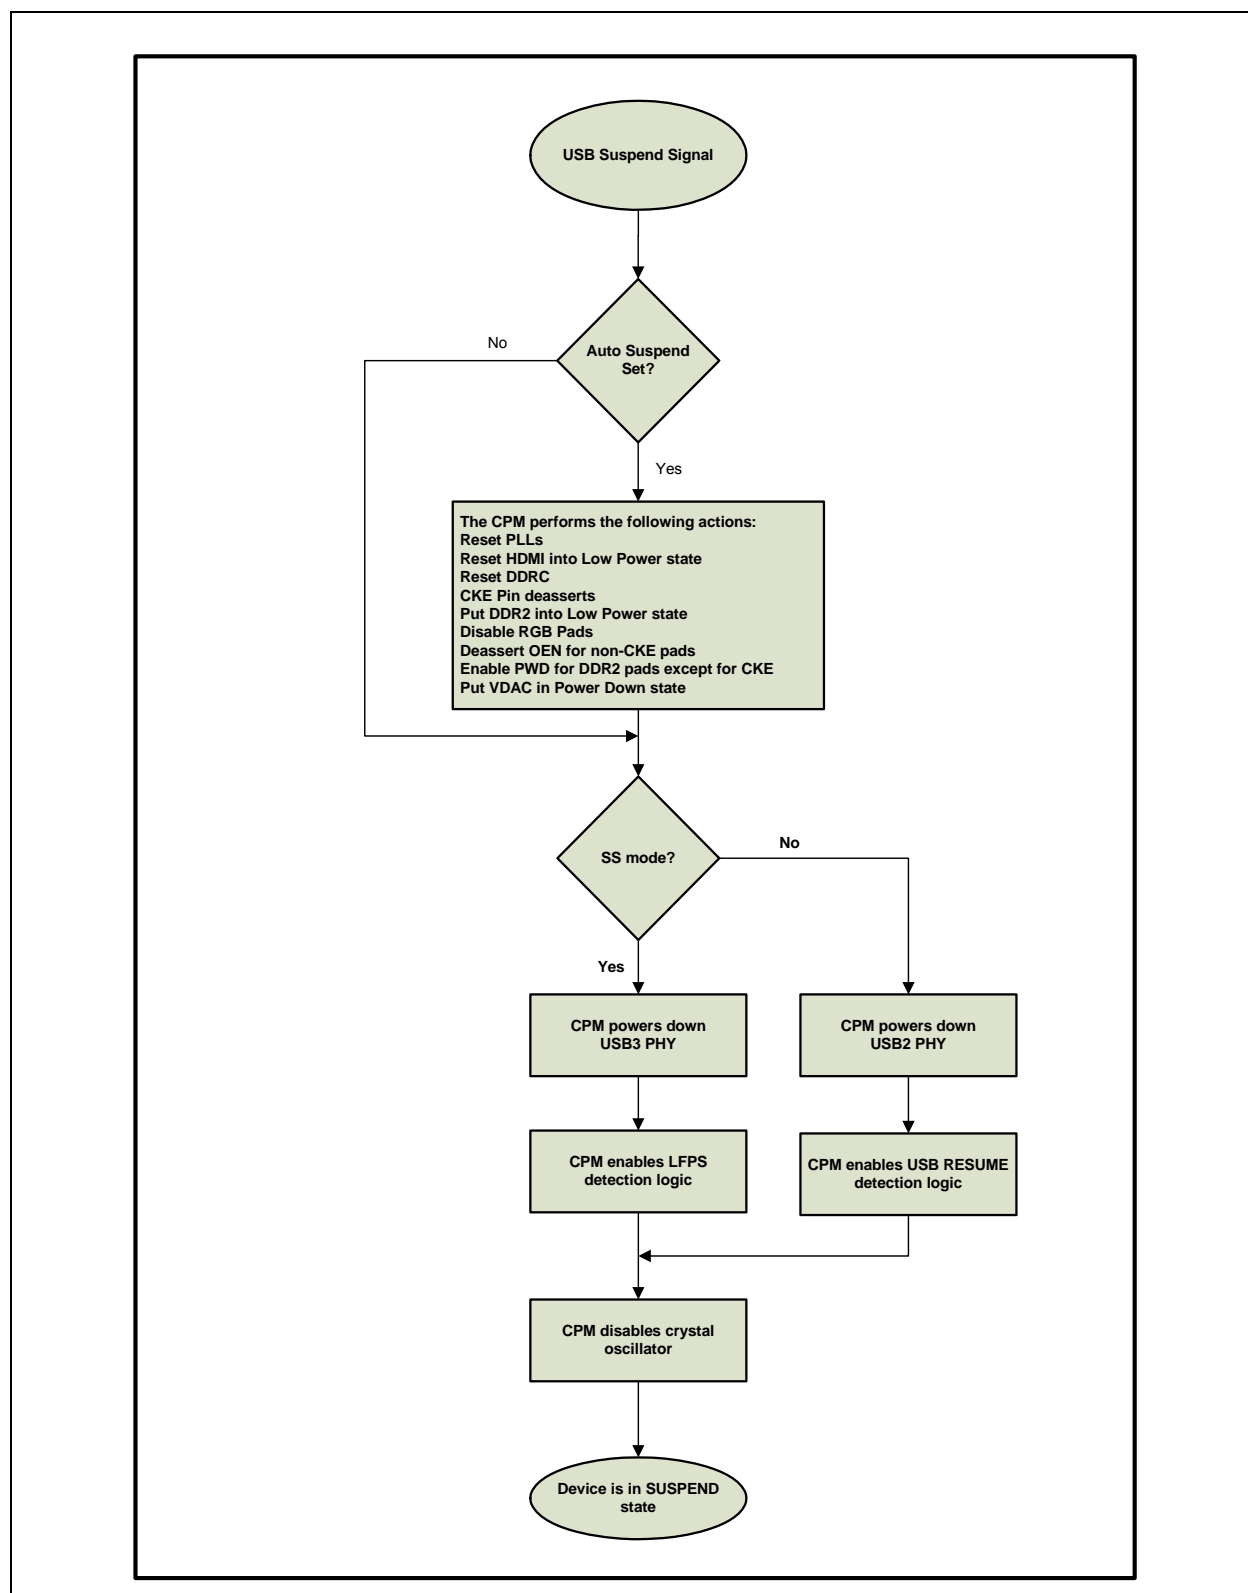 USB Suspend Signal
No
Auto Suspend
Set?
Yes
The CPM performs the following actions:
Reset PLLs
Reset HDMI into Low Power state
Reset DDRC
CKE Pin deasserts
Put DDR2 into Low Power state
Disable RGB Pads
Deassert OEN for non-CKE pads
Enable PWD for DDR2 pads except for CKE
Put VDAC in Power Down state
SS mode?
No
Yes
CPM powers down
USB3 PHY
CPM powers down
USB2 PHY
CPM enables LFPS
detection logic
CPM enables USB RESUME
detection logic
CPM disables crystal
oscillator
Device is in SUSPEND
state